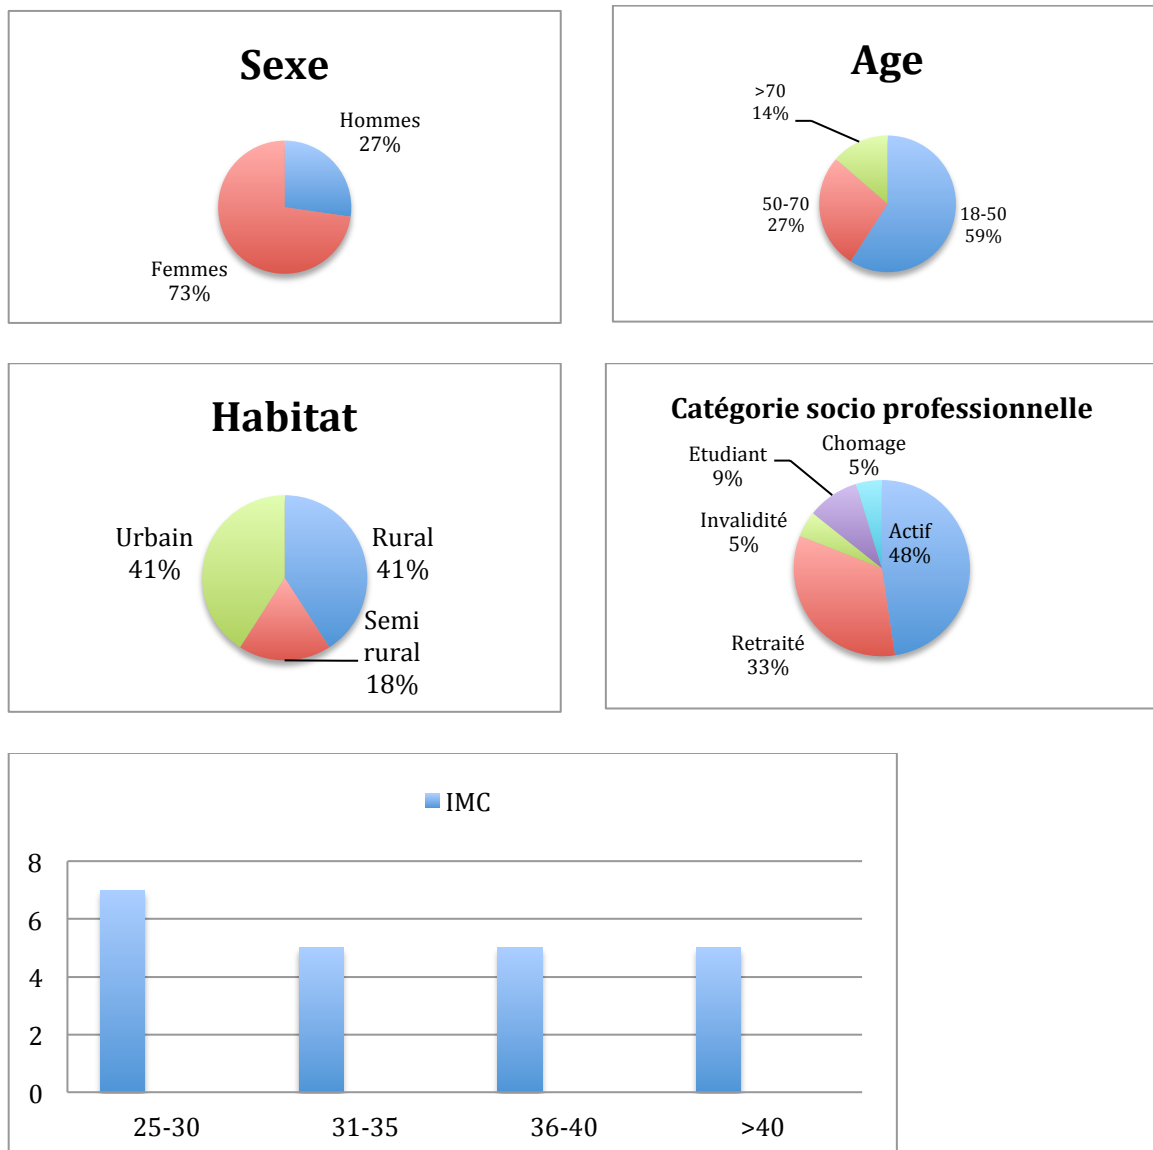 Sexe
Hommes
27%
Femmes
73%
Age
>70
14%
50-70
27%
18-50
59%
Habitat
Urbain
41%
Rural
41%
Semi
rural
18%
Catégorie socio professionnelle
Etudiant
9%
Chomage
5%
Invalidité
5%
Actif
48%
Retraité
33%
IMC
8
6
4
2
0
25-30 31-35 36-40 >40